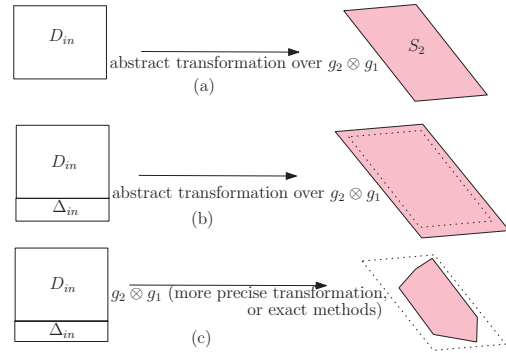 D_in
S_2
abstract transformation over g_2 ⊗ g_1
(a)
D_in
Δ_in
abstract transformation over g_2 ⊗ g_1
(b)
D_in
Δ_in
g_2 ⊗ g_1 (more precise transformation,
or exact methods)
(c)